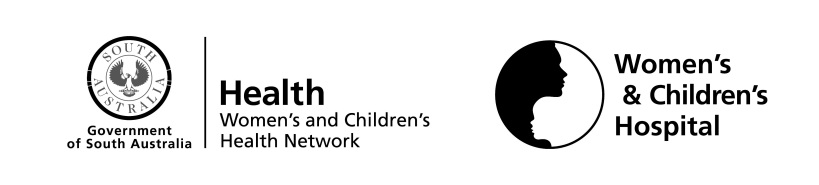 SOUTH
AUSTRALIA
Government
of South Australia
Health
Women's and Children's
Health Network
Women's
& Children's
Hospital